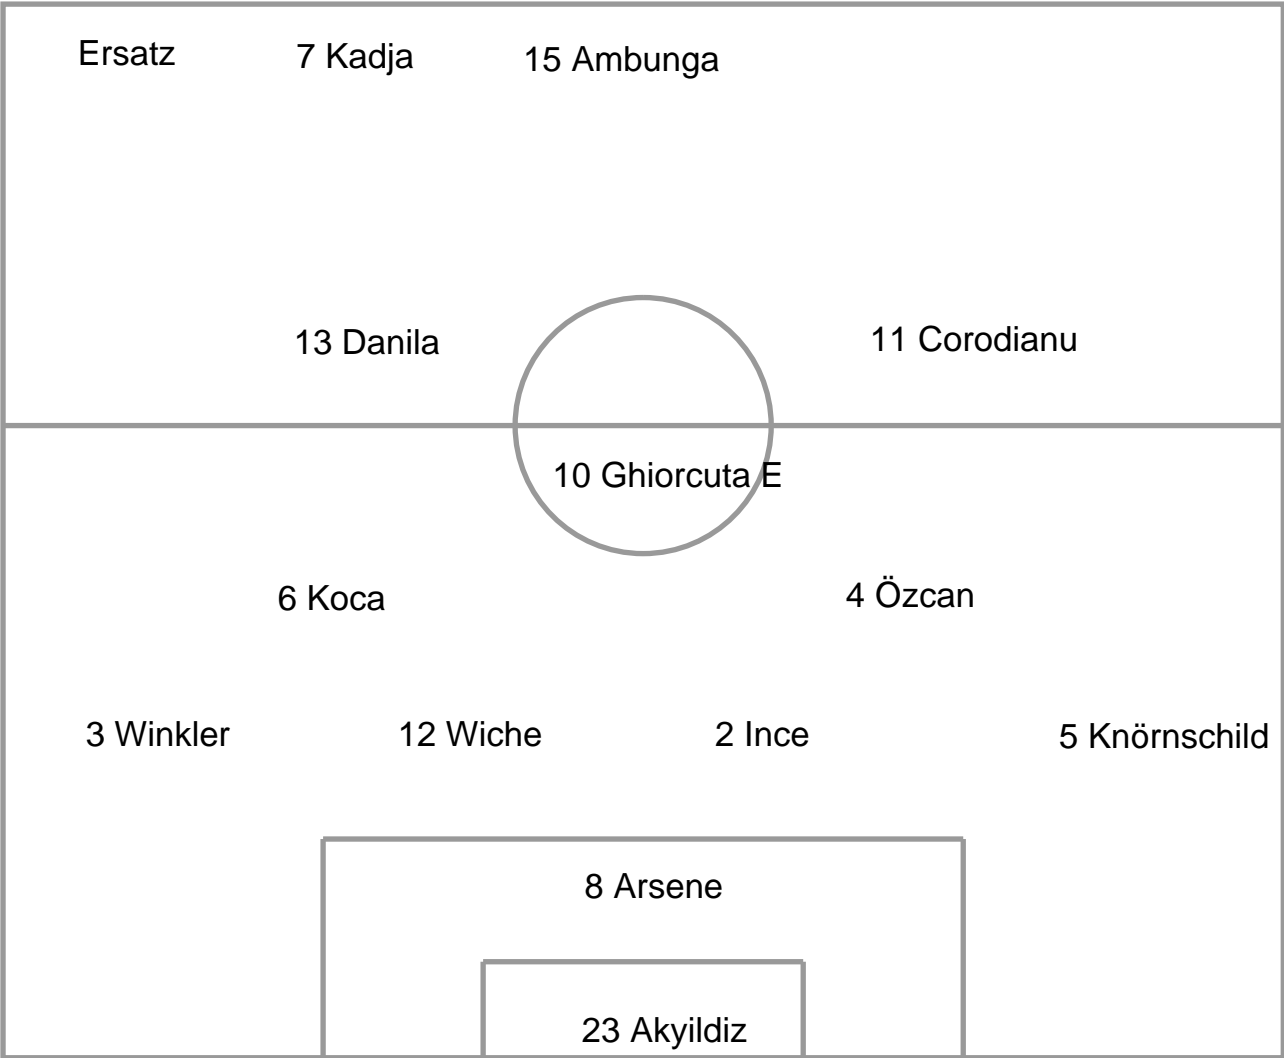 Ersatz 7 Kadja 15 Ambunga
13 Danila 11 Corodianu
10 Ghiorcuta E
6 Koca 4 Özcan
3 Winkler 12 Wiche 2 Ince 5 Knörnschild
8 Arsene
23 Akyildiz